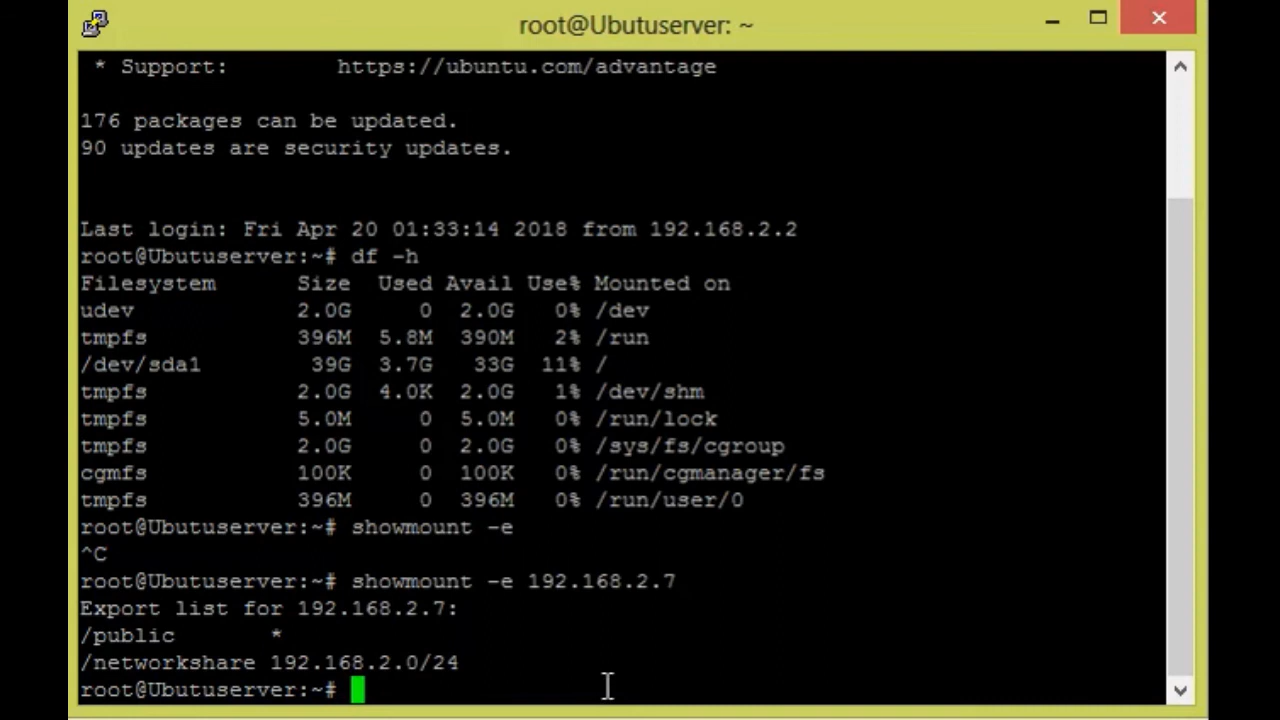 root@Ubutuserver: ~
* Support:        https://ubuntu.com/advantage
176 packages can be updated.
90 updates are security updates.
Last login: Fri Apr 20 01:33:14 2018 from 192.168.2.2
root@Ubutuserver:~# df -h
Filesystem      Size  Used Avail Use% Mounted on
udev            2.0G     0  2.0G   0% /dev
tmpfs           396M  5.8M  390M   2% /run
/dev/sda1        39G  3.7G   33G  11% /
tmpfs           2.0G  4.0K  2.0G   1% /dev/shm
tmpfs           5.0M     0  5.0M   0% /run/lock
tmpfs           2.0G     0  2.0G   0% /sys/fs/cgroup
cgmfs           100K     0  100K   0% /run/cgmanager/fs
tmpfs           396M     0  396M   0% /run/user/0
root@Ubutuserver:~# showmount -e
^C
root@Ubutuserver:~# showmount -e 192.168.2.7
Export list for 192.168.2.7:
/public       *
/networkshare 192.168.2.0/24
root@Ubutuserver:~#